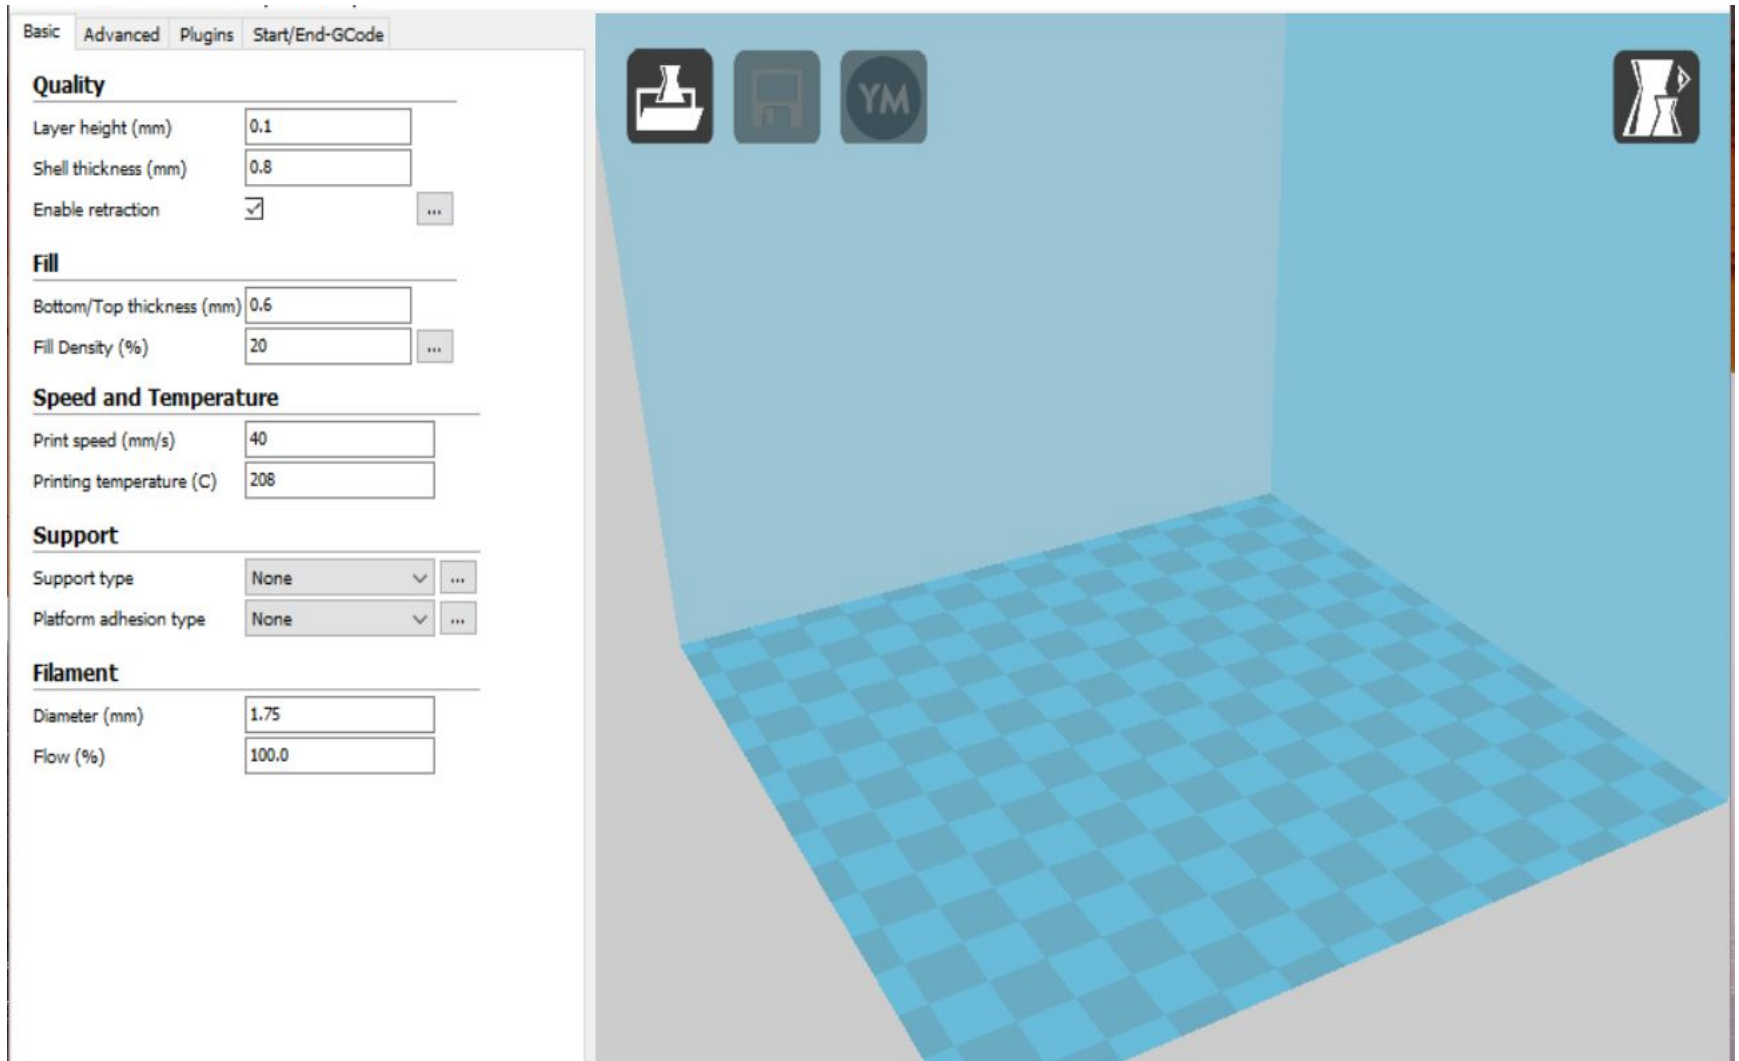 Basic Advanced Plugins Start/End-GCode
Quality
Layer height (mm) 0.1
Shell thickness (mm) 0.8
Enable retraction ...
Fill
Bottom/Top thickness (mm) 0.6
Fill Density (%) 20 ...
Speed and Temperature
Print speed (mm/s) 40
Printing temperature (C) 208
Support
Support type None ...
Platform adhesion type None ...
Filament
Diameter (mm) 1.75
Flow (%) 100.0
YM